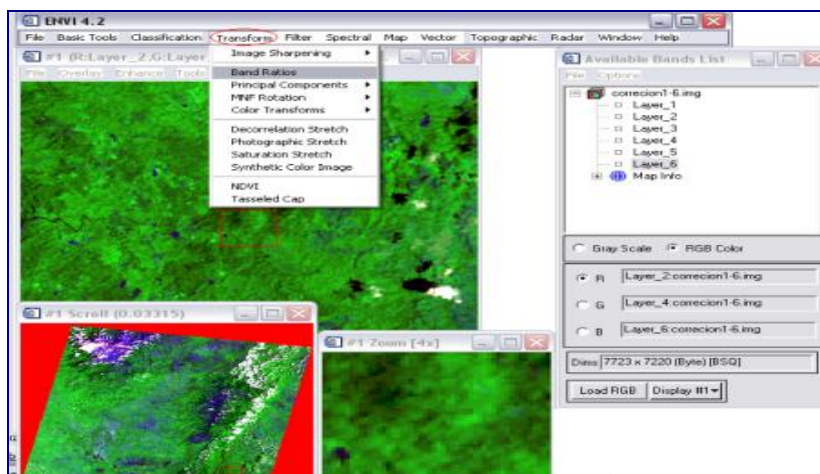 ENVI 4.2
File Basic Tools Classification Transform Filter Spectral Map Vector Topographic Radar Window Help
#1 (R:Layer_2,G:Layer
File Overlay Enhance Tools
Image Sharpening
Band Ratios
Principal Components
MNF Rotation
Color Transforms
Decorrelation Stretch
Photographic Stretch
Saturation Stretch
Synthetic Color Image
NDVI
Tasseled Cap
Available Bands List
File Options
correcion1-6.img
Layer_1
Layer_2
Layer_3
Layer_4
Layer_5
Layer_6
Map Info
Gray Scale RGB Color
R Layer_2:correcion1-6.img
G Layer_4:correcion1-6.img
B Layer_6:correcion1-6.img
Dims 7723 x 7220 (Byte) [BSQ]
Load RGB Display #1
#1 Scroll (0.03315)
#1 Zoom [4x]